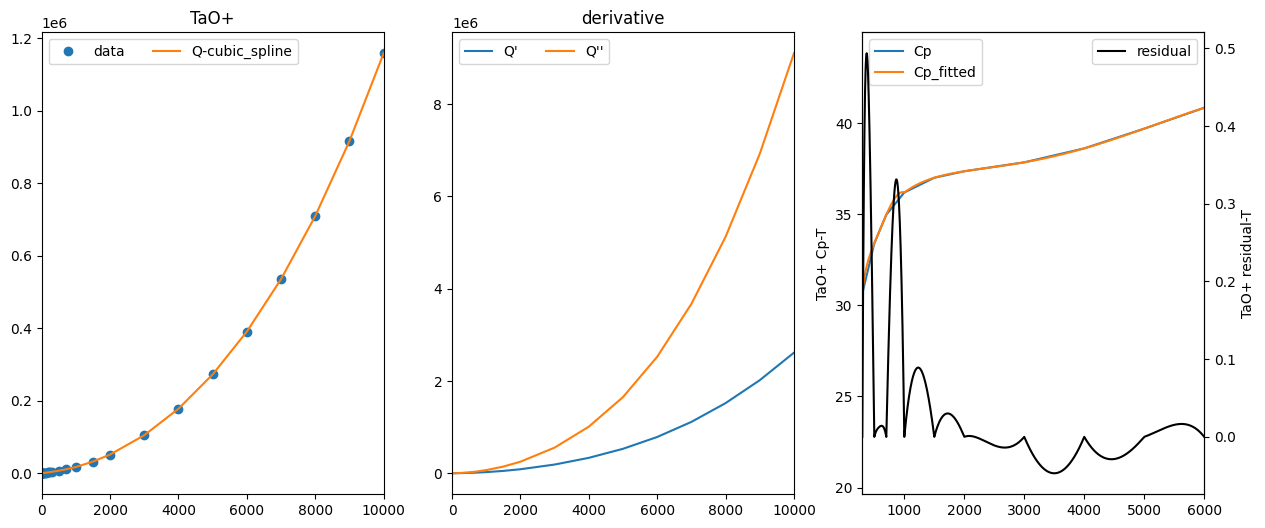 TaO+
1e6
data
Q-cubic_spline
1.2
1.0
0.8
0.6
0.4
0.2
0.0
0 2000 4000 6000 8000 10000
derivative
1e6
Q'
Q''
8
6
4
2
0
0 2000 4000 6000 8000 10000
Cp
Cp_fitted
residual
TaO+ Cp-T
40
35
30
25
20
1000 2000 3000 4000 5000 6000
0.5
0.4
0.3
0.2
0.1
0.0
TaO+ residual-T